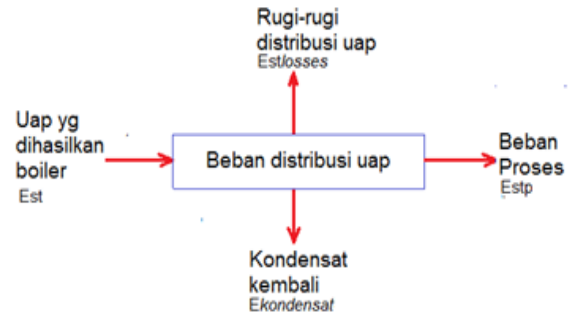 Rugi-rugi
distribusi uap
Estlosses
Uap yg
dihasilkan
boiler
Est
Beban distribusi uap
Beban
Proses
Estp
Kondensat
kembali
Ekondensat